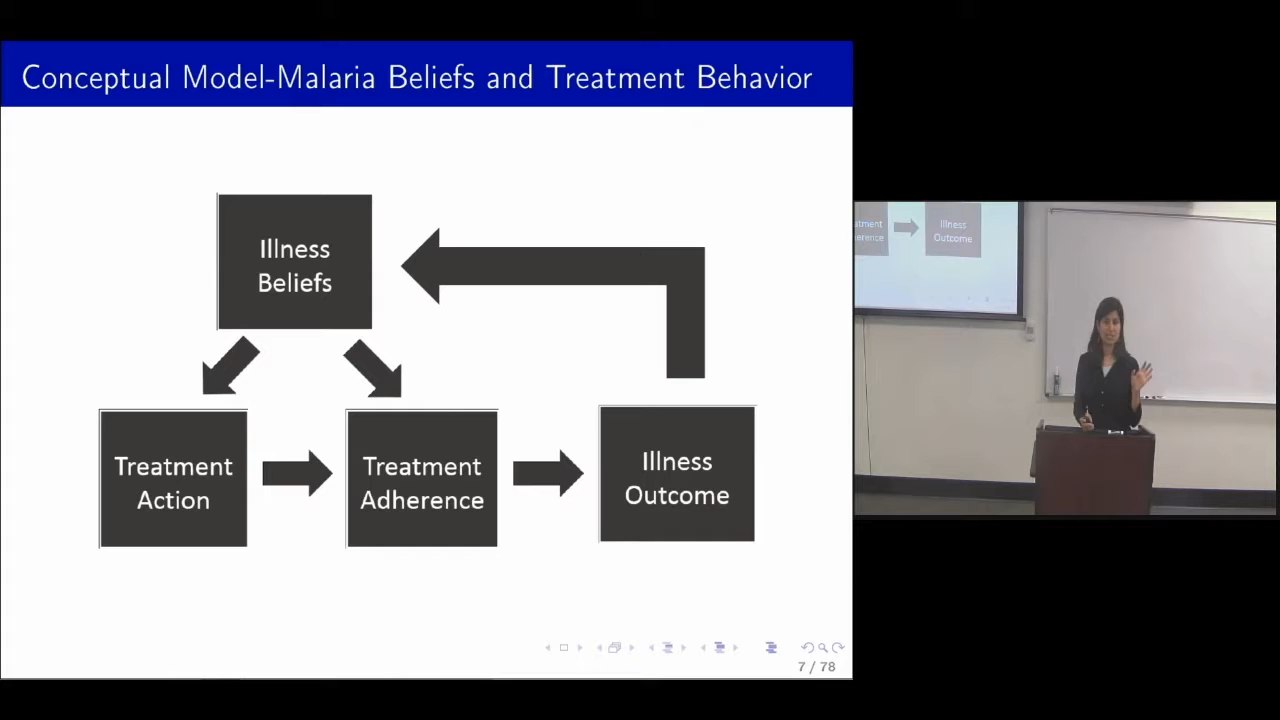 Conceptual Model-Malaria Beliefs and Treatment Behavior
Illness
Beliefs
Treatment
Action
Treatment
Adherence
Illness
Outcome
7 / 78
Illness
Outcome